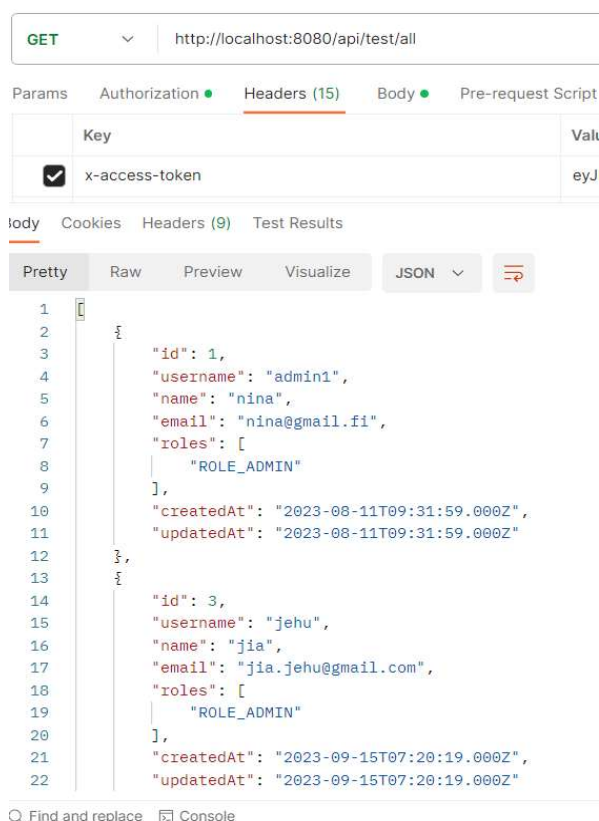 GET http://localhost:8080/api/test/all
Params Authorization Headers (15) Body Pre-request Script
Key Valu
x-access-token eyJ
Body Cookies Headers (9) Test Results
Pretty Raw Preview Visualize JSON
1 [
2 {
3 "id": 1,
4 "username": "admin1",
5 "name": "nina",
6 "email": "nina@gmail.fi",
7 "roles": [
8 "ROLE_ADMIN"
9 ],
10 "createdAt": "2023-08-11T09:31:59.000Z",
11 "updatedAt": "2023-08-11T09:31:59.000Z"
12 },
13 {
14 "id": 3,
15 "username": "jehu",
16 "name": "jia",
17 "email": "jia.jehu@gmail.com",
18 "roles": [
19 "ROLE_ADMIN"
20 ],
21 "createdAt": "2023-09-15T07:20:19.000Z",
22 "updatedAt": "2023-09-15T07:20:19.000Z"
Find and replace Console